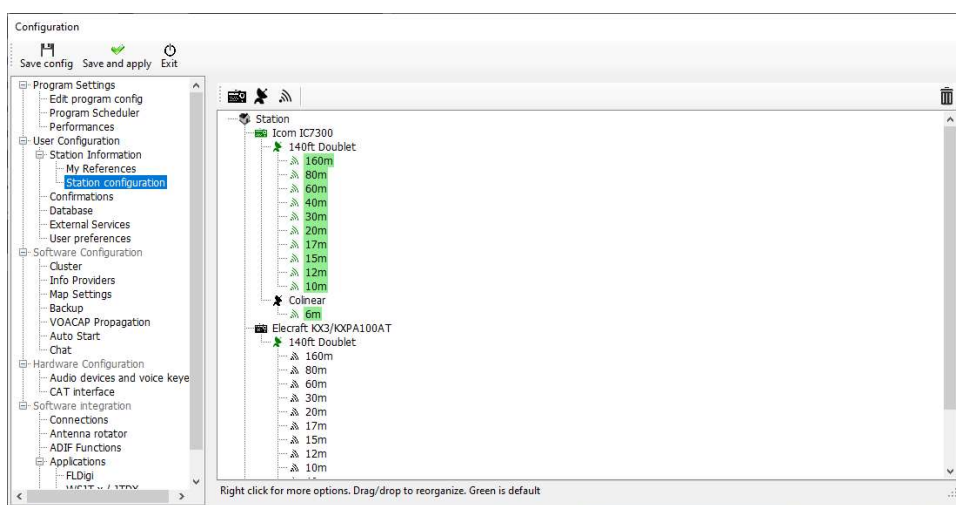 Configuration
Save config Save and apply Exit
Program Settings
Edit program config
Program Scheduler
Performances
User Configuration
Station Information
My References
Station configuration
Confirmations
Database
External Services
User preferences
Software Configuration
Cluster
Info Providers
Map Settings
Backup
VOACAP Propagation
Auto Start
Chat
Hardware Configuration
Audio devices and voice keye
CAT interface
Software integration
Connections
Antenna rotator
ADIF Functions
Applications
FLDigi
WSJT-x / JTDX
Station
Icom IC7300
140ft Doublet
160m
80m
60m
40m
30m
20m
17m
15m
12m
10m
Colinear
6m
Elecraft KX3/KXPA100AT
140ft Doublet
160m
80m
60m
30m
20m
17m
15m
12m
10m
Right click for more options. Drag/drop to reorganize. Green is default